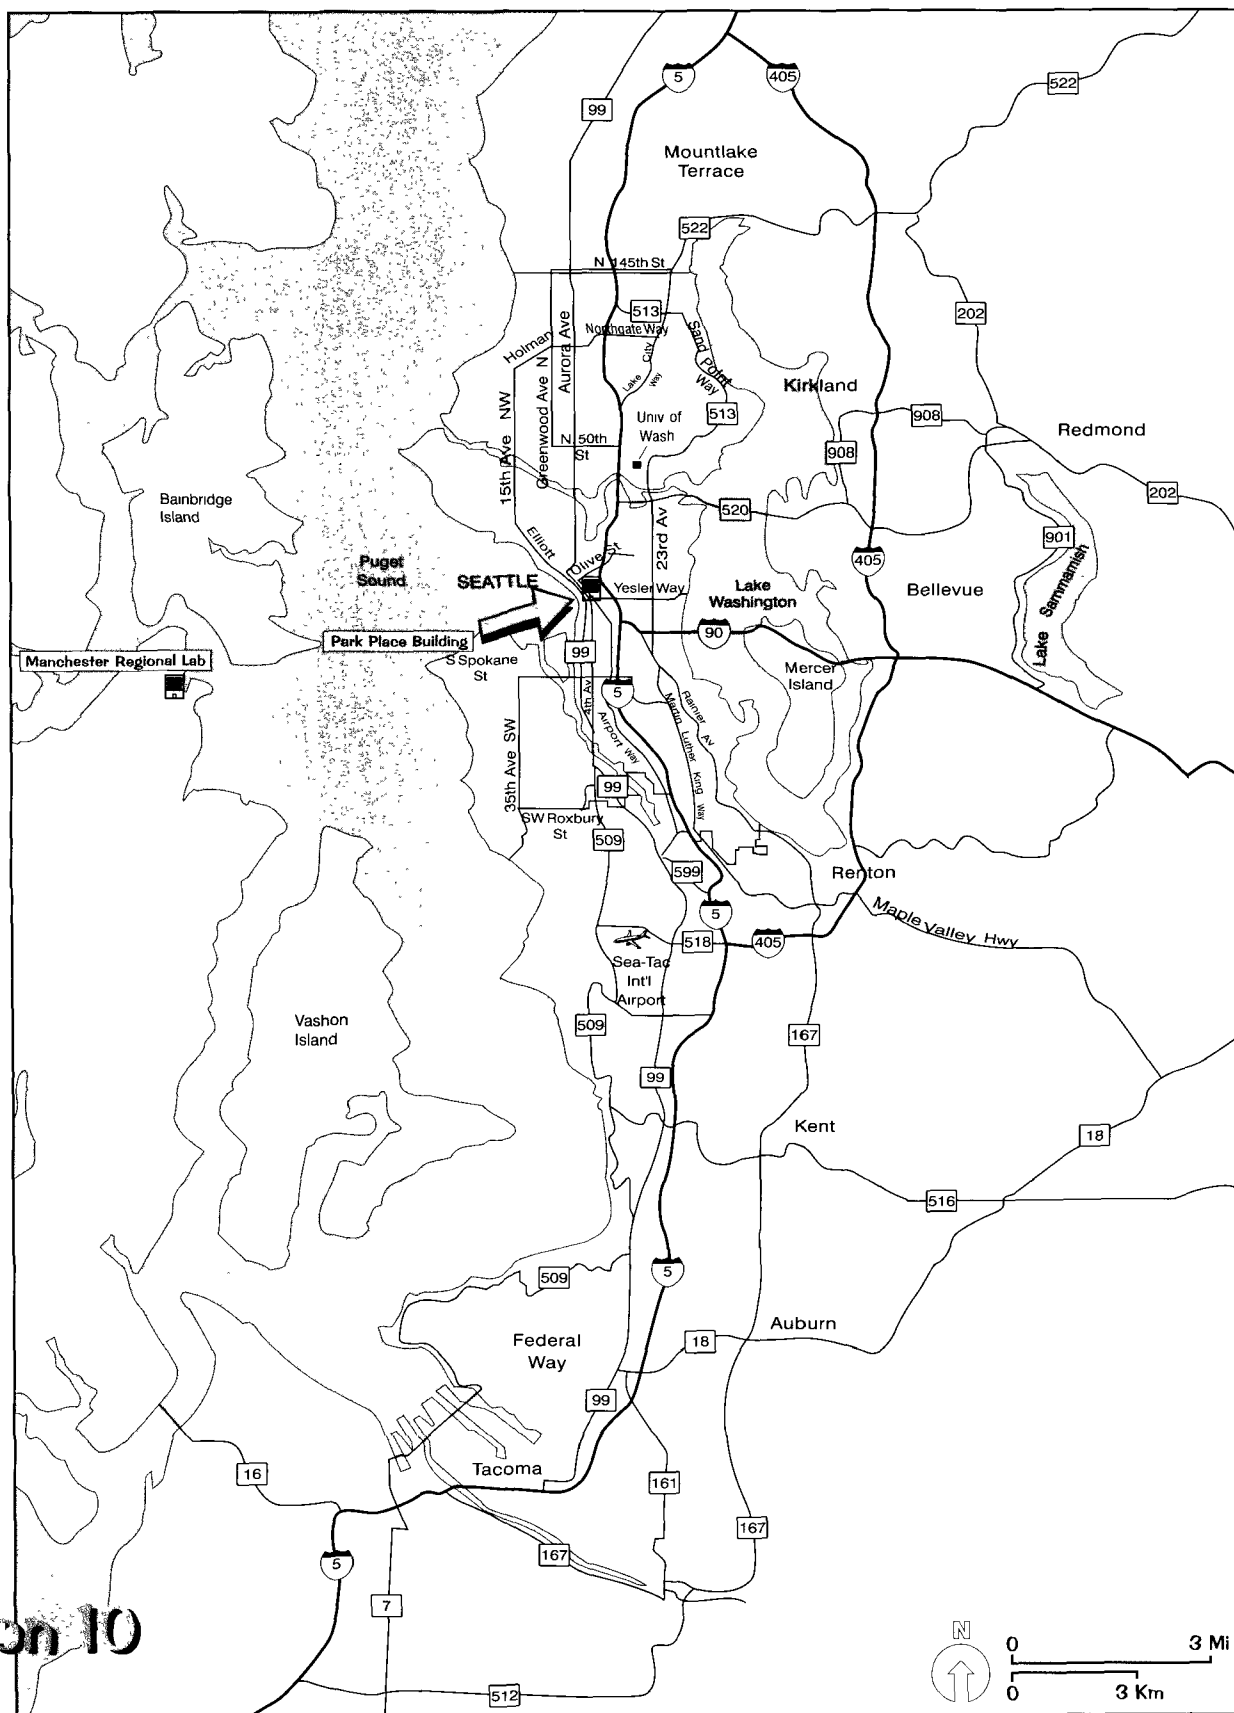 5
405
522
99
Mountlake
Terrace
522
N 145th St
513
Northgate Way
202
Holman
Aurora Ave
Lake City Way
Sand Point Way
Kirkland
Greenwood Ave N
15th Ave NW
513
908
Redmond
Univ of
Wash
N 50th
St
908
202
Bainbridge
Island
520
23rd Av
901
Elliott
Olive St
405
Puget
Sound
SEATTLE
Yesler Way
Lake
Washington
Bellevue
Lake Sammamish
90
Park Place Building
99
Manchester Regional Lab
S Spokane
St
Mercer
Island
5
4th Av
Rainier Av
Martin Luther King Way
Airport Way
35th Ave SW
99
SW Roxbury
St
509
599
Renton
5
Maple Valley Hwy
518
405
Sea-Tac
Int'l
Airport
Vashon
Island
509
167
99
Kent
18
516
5
509
Auburn
Federal
Way
18
99
Tacoma
16
161
167
167
5
7
on 10
N
0 3 Mi
0 3 Km
512